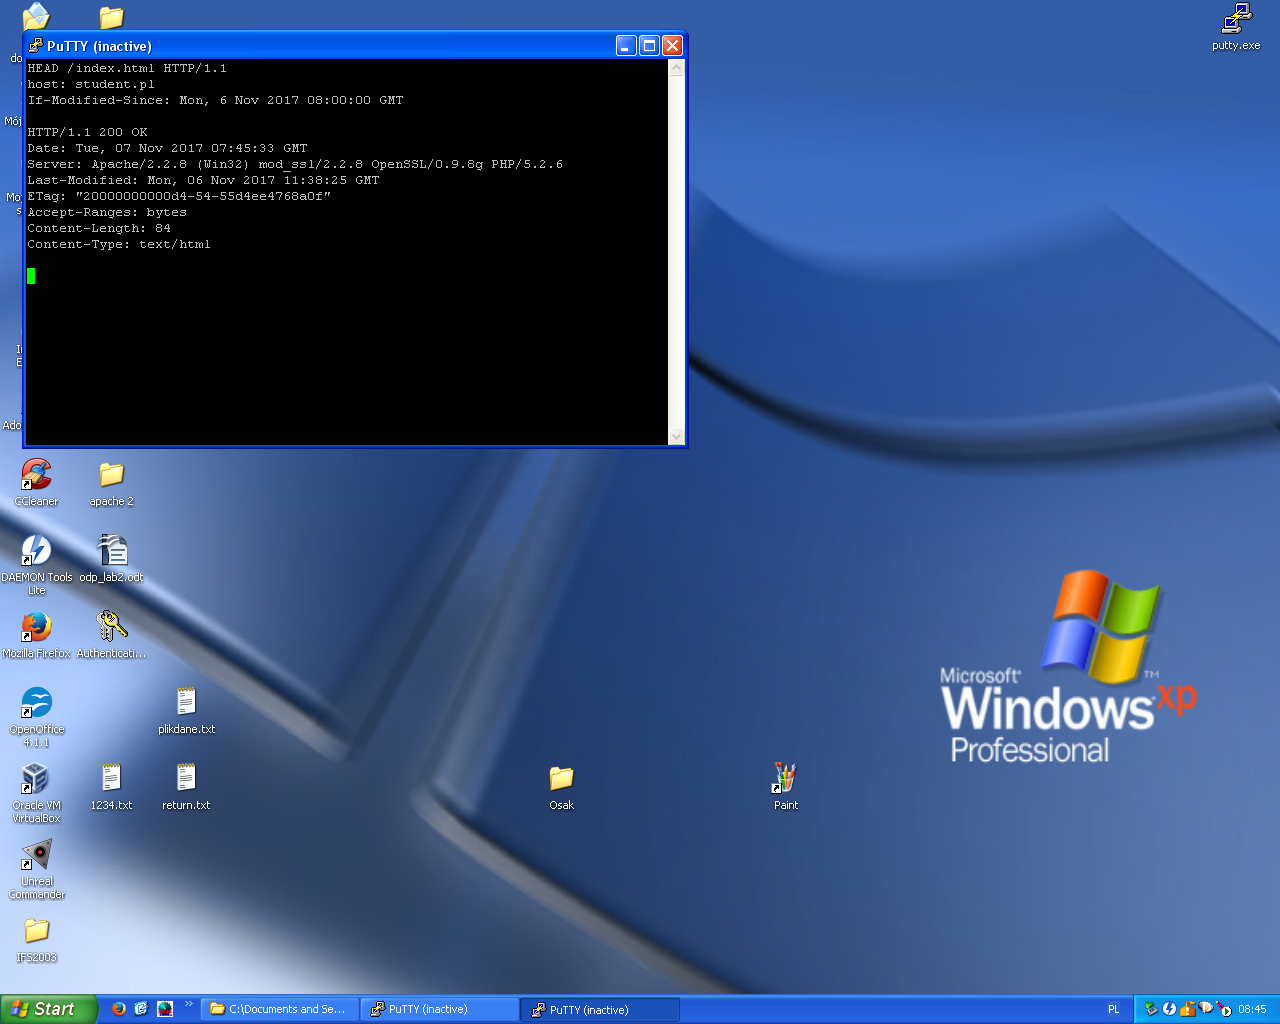 putty.exe
PuTTY (inactive)
HEAD /index.html HTTP/1.1
host: student.pl
If-Modified-Since: Mon, 6 Nov 2017 08:00:00 GMT
HTTP/1.1 200 OK
Date: Tue, 07 Nov 2017 07:45:33 GMT
Server: Apache/2.2.8 (Win32) mod_ssl/2.2.8 OpenSSL/0.9.8g PHP/5.2.6
Last-Modified: Mon, 06 Nov 2017 11:38:25 GMT
ETag: "20000000000d4-54-55d4ee4768a0f"
Accept-Ranges: bytes
Content-Length: 84
Content-Type: text/html
CCleaner
apache 2
DAEMON Tools
Lite
odp_lab2.odt
Mozilla Firefox
Authenticati...
OpenOffice
4.1.1
plikdane.txt
Oracle VM
VirtualBox
1234.txt
return.txt
Osak
Paint
Unreal
Commander
IFS2003
Microsoft®
Windows xp ™
Professional
Start
»
C:\Documents and Se...
PuTTY (inactive)
PuTTY (inactive)
PL
08:45